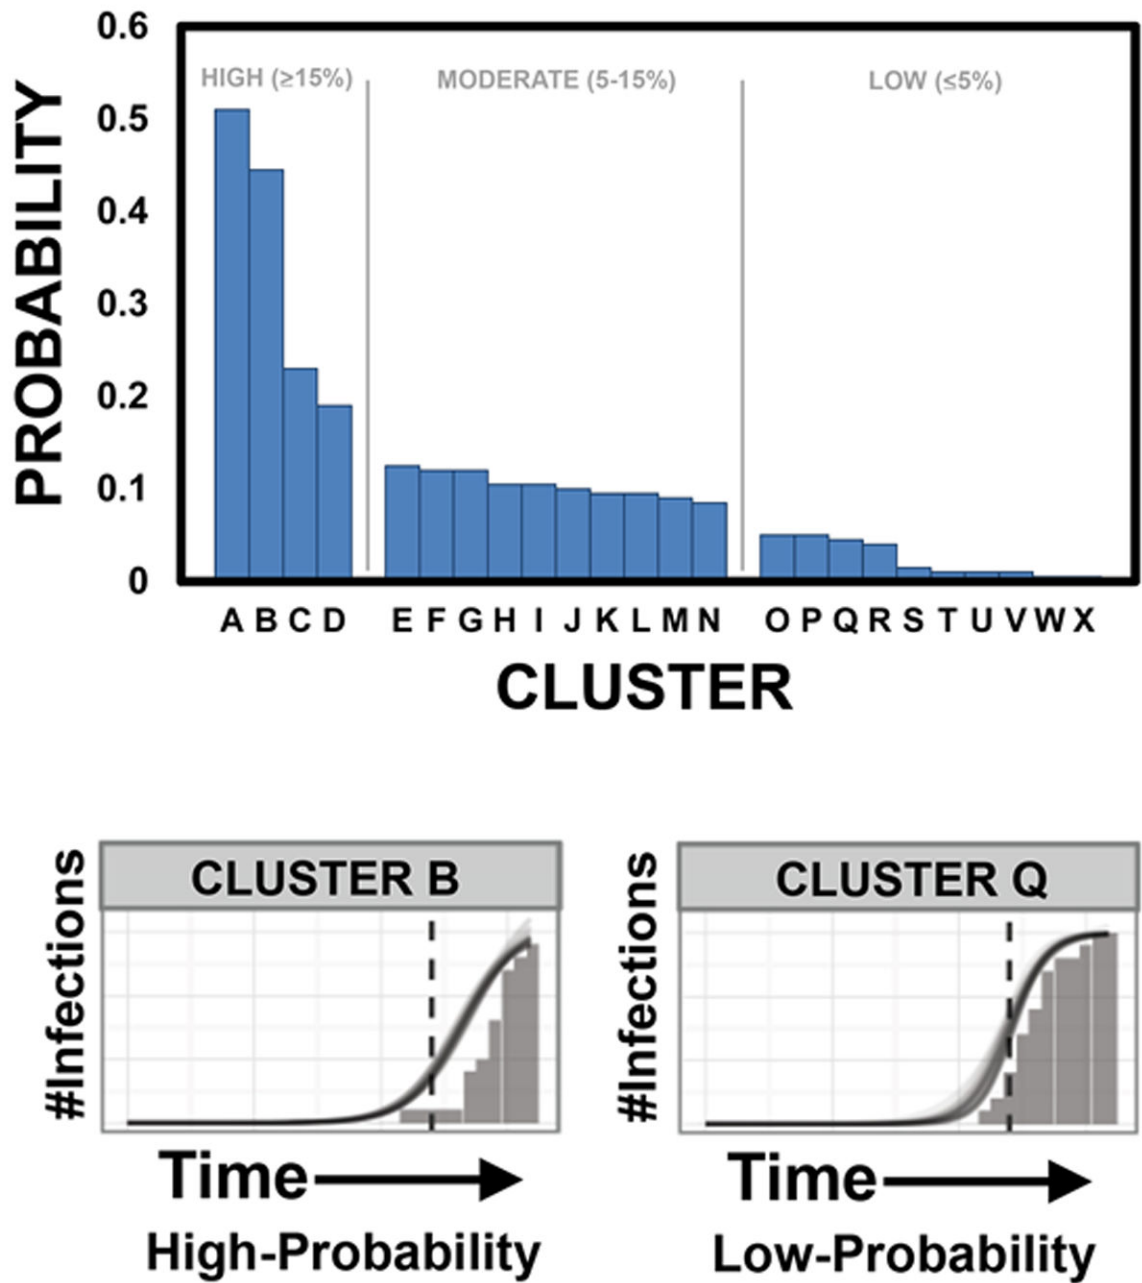 0.6
HIGH (≥15%) MODERATE (5-15%) LOW (≤5%)
0.5
0.4
0.3
0.2
0.1
0
PROBABILITY
A B C D E F G H I J K L M N O P Q R S T U V W X
CLUSTER
CLUSTER B
#Infections
Time
High-Probability
CLUSTER Q
#Infections
Time
Low-Probability